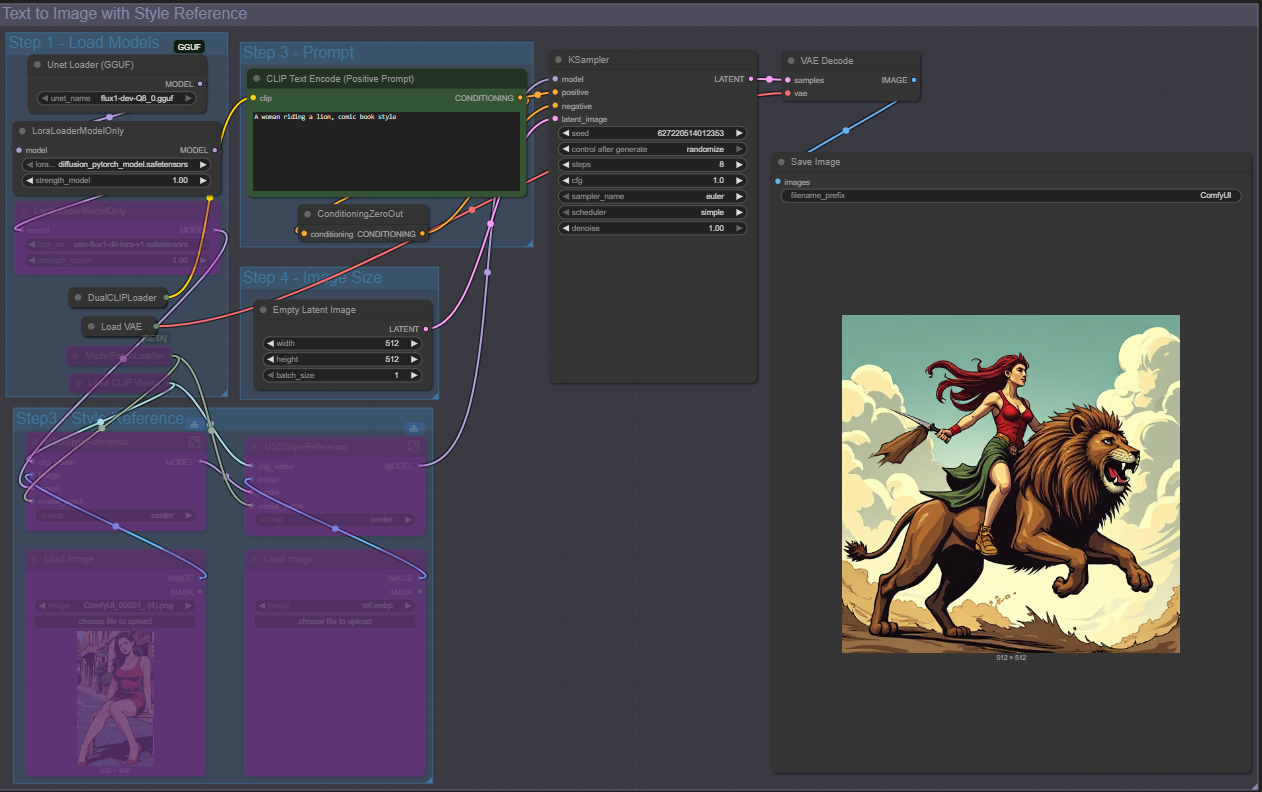 Text to Image with Style Reference
Step 1 - Load Models
GGUF
Unet Loader (GGUF)
MODEL
unet_name flux1-dev-Q8_0.gguf
LoraLoaderModelOnly
model MODEL
lora... diffusion_pytorch_model.safetensors
strength_model 1.00
LoraLoaderModelOnly
model MODEL
lora_na... uso-flux1-dit-lora-v1.safetensors
strength_model 1.00
DualCLIPLoader
Load VAE
[BETA]
ModelPatchLoader
Load CLIP Vision
Step 3 - Prompt
CLIP Text Encode (Positive Prompt)
clip CONDITIONING
A woman riding a lion, comic book style
ConditioningZeroOut
conditioning CONDITIONING
Step 4 - Image Size
Empty Latent Image
LATENT
width 512
height 512
batch_size 1
Step3 - Style Reference
MODEL
crop center
USOStyleReference
clip_vision MODEL
image
model
model_patch
crop center
Load Image
IMAGE
MASK
image ComfyUI_00001_ (4).png
choose file to upload
Load Image
IMAGE
MASK
image ref.webp
choose file to upload
KSampler
model LATENT
positive
negative
latent_image
seed 627220514012353
control after generate randomize
steps 8
cfg 1.0
sampler_name euler
scheduler simple
denoise 1.00
VAE Decode
samples IMAGE
vae
Save Image
images
filename_prefix ComfyUI
512 × 512